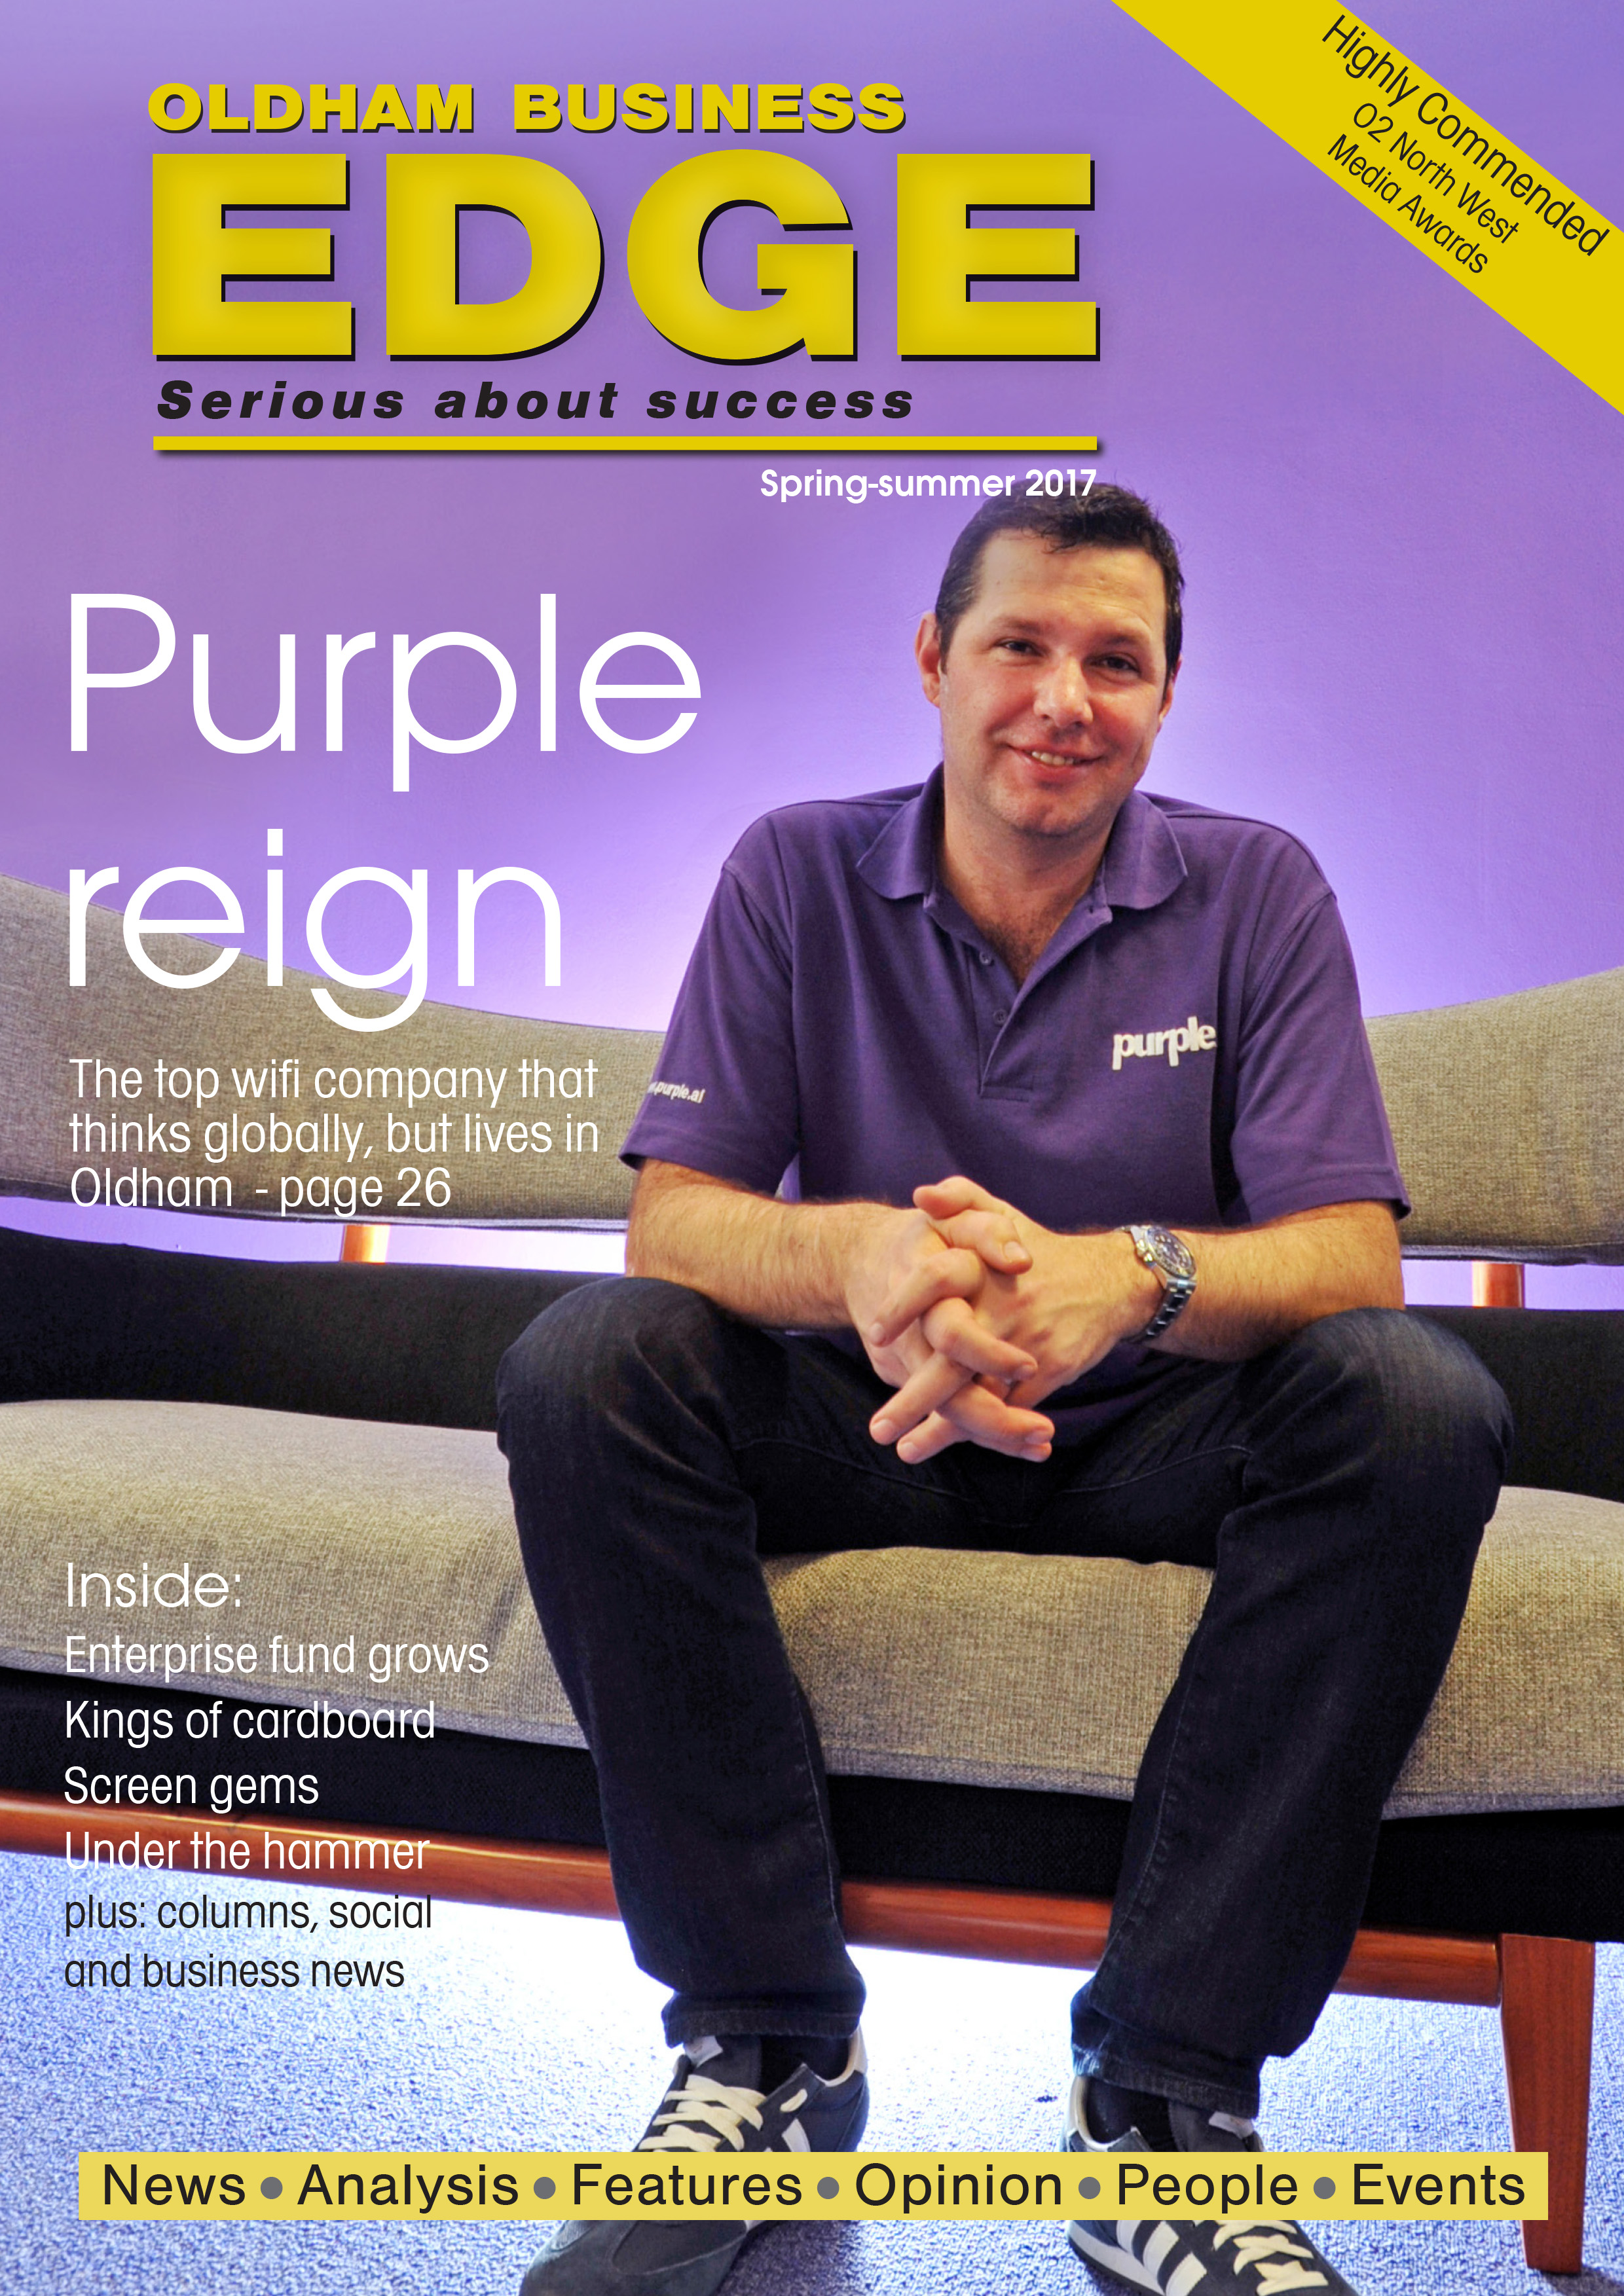 Highly Commended
02 North West
Media Awards
OLDHAM BUSINESS
EDGE
Serious about success
Spring-summer 2017
Purple
reign
The top wifi company that
thinks globally, but lives in
Oldham - page 26
purple
.purple.ai
Inside:
Enterprise fund grows
Kings of cardboard
Screen gems
Under the hammer
plus: columns, social
and business news
News • Analysis • Features • Opinion • People • Events